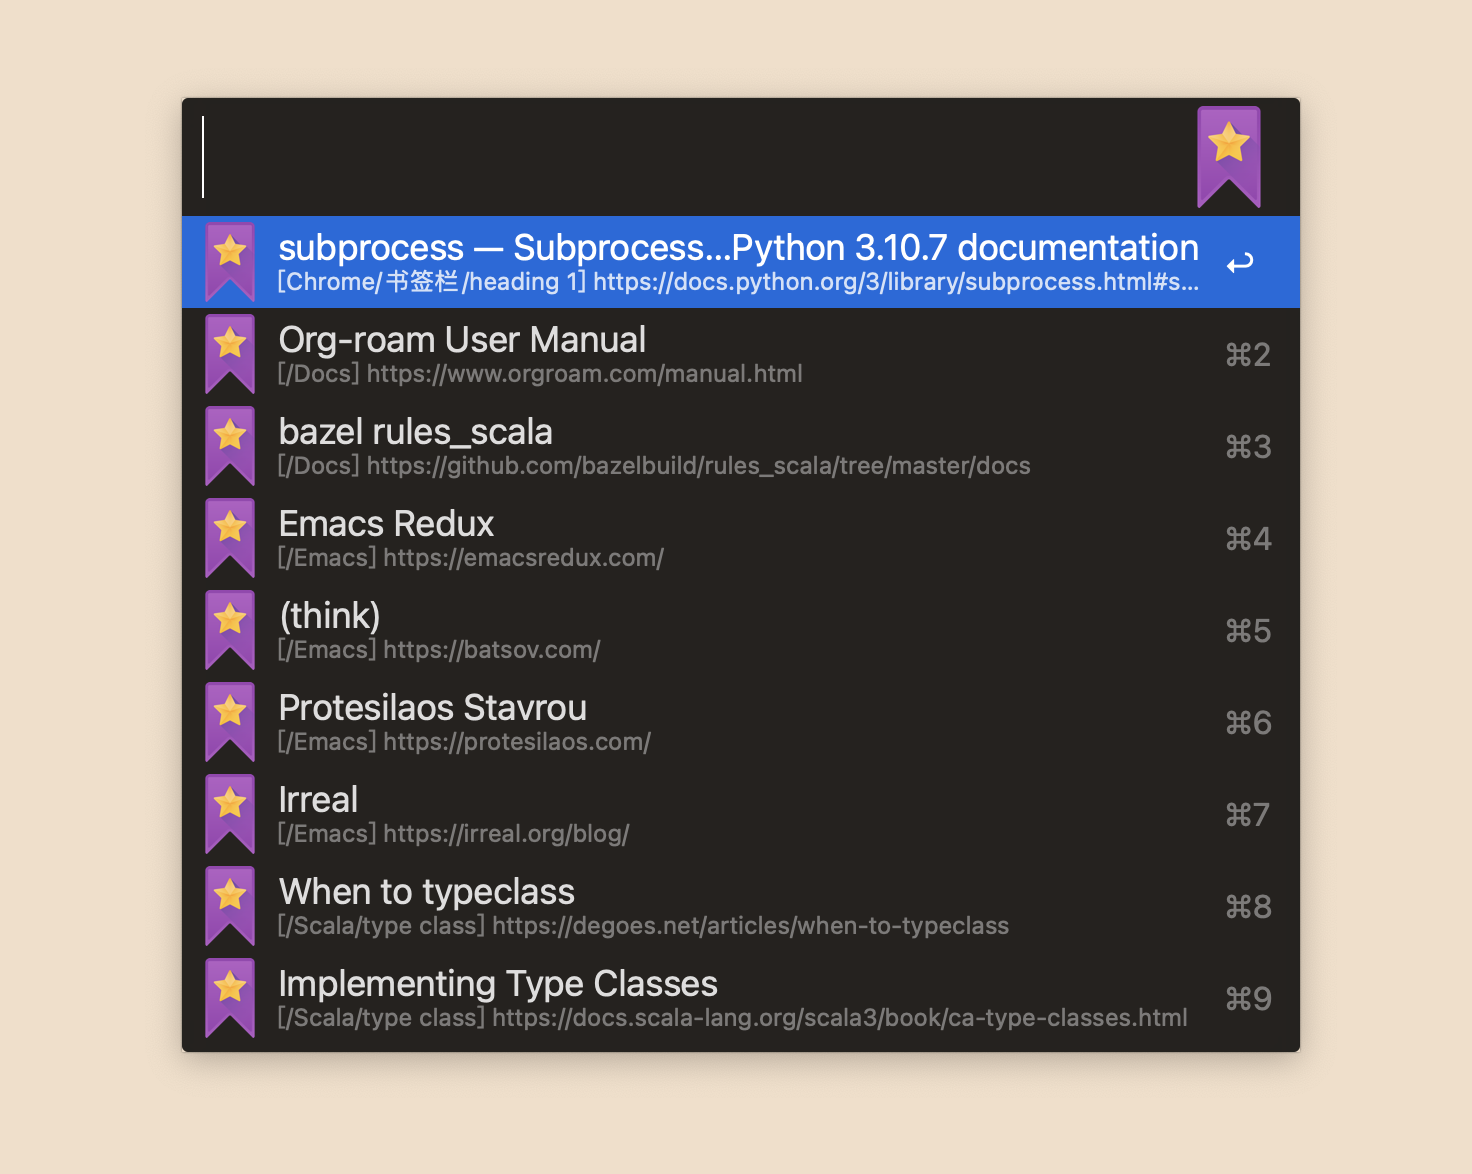 subprocess — Subprocess...Python 3.10.7 documentation
[Chrome/书签栏/heading 1] https://docs.python.org/3/library/subprocess.html#s...
Org-roam User Manual
[/Docs] https://www.orgroam.com/manual.html
⌘2
bazel rules_scala
[/Docs] https://github.com/bazelbuild/rules_scala/tree/master/docs
⌘3
Emacs Redux
[/Emacs] https://emacsredux.com/
⌘4
(think)
[/Emacs] https://batsov.com/
⌘5
Protesilaos Stavrou
[/Emacs] https://protesilaos.com/
⌘6
Irreal
[/Emacs] https://irreal.org/blog/
⌘7
When to typeclass
[/Scala/type class] https://degoes.net/articles/when-to-typeclass
⌘8
Implementing Type Classes
[/Scala/type class] https://docs.scala-lang.org/scala3/book/ca-type-classes.html
⌘9